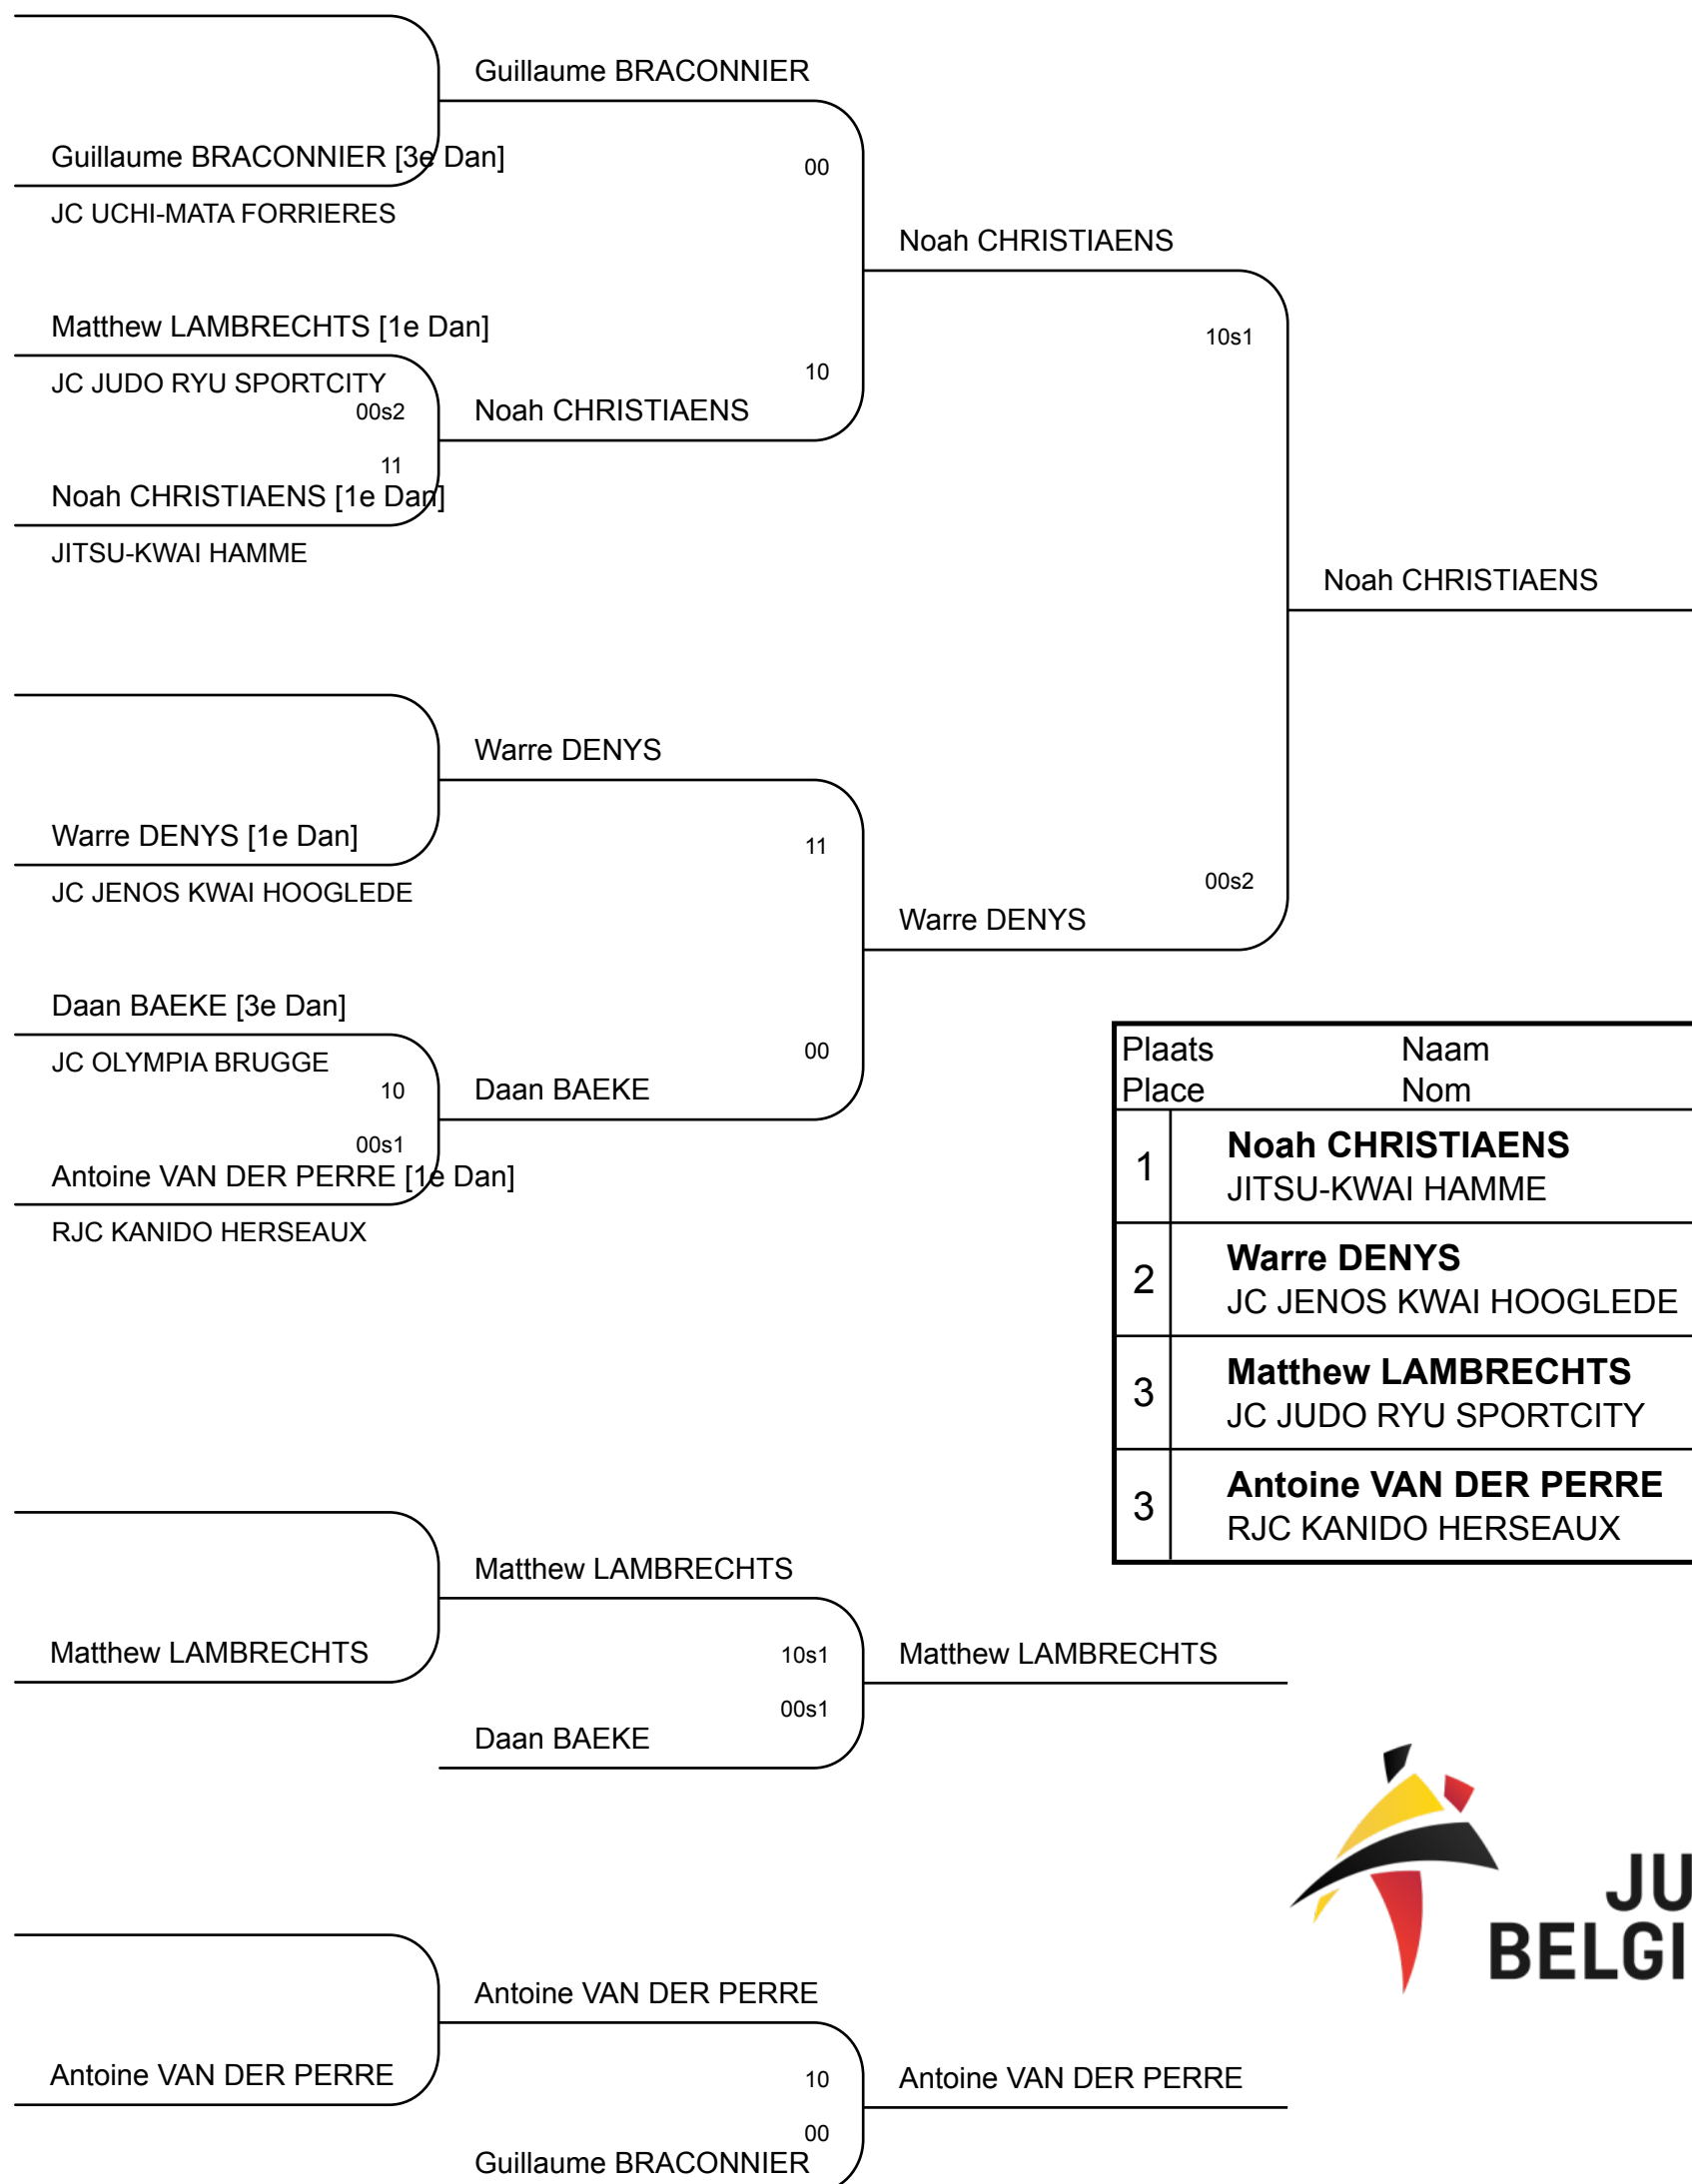 Guillaume BRACONNIER
Guillaume BRACONNIER [3e Dan]
00
JC UCHI-MATA FORRIERES
Noah CHRISTIAENS
Matthew LAMBRECHTS [1e Dan]
10s1
JC JUDO RYU SPORTCITY
10
00s2
Noah CHRISTIAENS
11
Noah CHRISTIAENS [1e Dan]
JITSU-KWAI HAMME
Noah CHRISTIAENS
Warre DENYS
Warre DENYS [1e Dan]
11
JC JENOS KWAI HOOGLEDE
00s2
Warre DENYS
Daan BAEKE [3e Dan]
JC OLYMPIA BRUGGE
00
10
Daan BAEKE
00s1
Antoine VAN DER PERRE [1e Dan]
RJC KANIDO HERSEAUX
Plaats Naam
Place Nom
1 Noah CHRISTIAENS
JITSU-KWAI HAMME
2 Warre DENYS
JC JENOS KWAI HOOGLEDE
3 Matthew LAMBRECHTS
JC JUDO RYU SPORTCITY
3 Antoine VAN DER PERRE
RJC KANIDO HERSEAUX
Matthew LAMBRECHTS
Matthew LAMBRECHTS
10s1
Matthew LAMBRECHTS
00s1
Daan BAEKE
JU
BELGI
Antoine VAN DER PERRE
Antoine VAN DER PERRE
10
Antoine VAN DER PERRE
00
Guillaume BRACONNIER